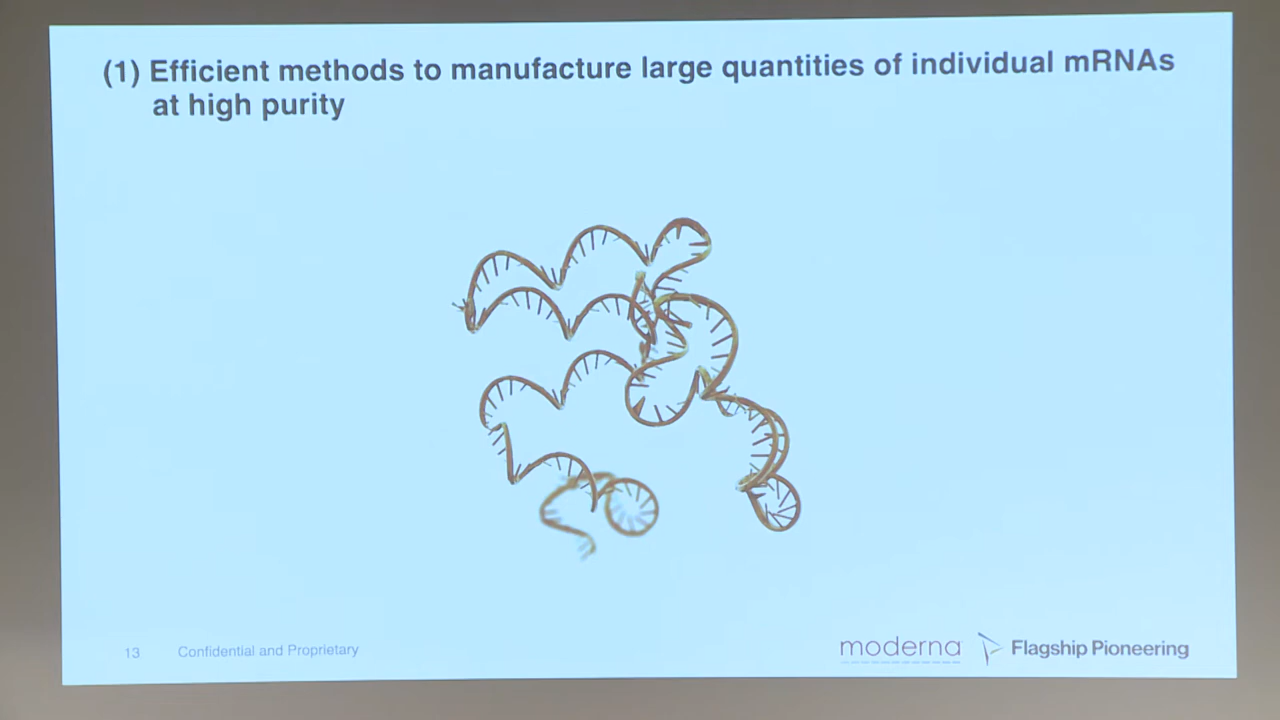 (1) Efficient methods to manufacture large quantities of individual mRNAs
at high purity
13 Confidential and Proprietary
moderna Flagship Pioneering